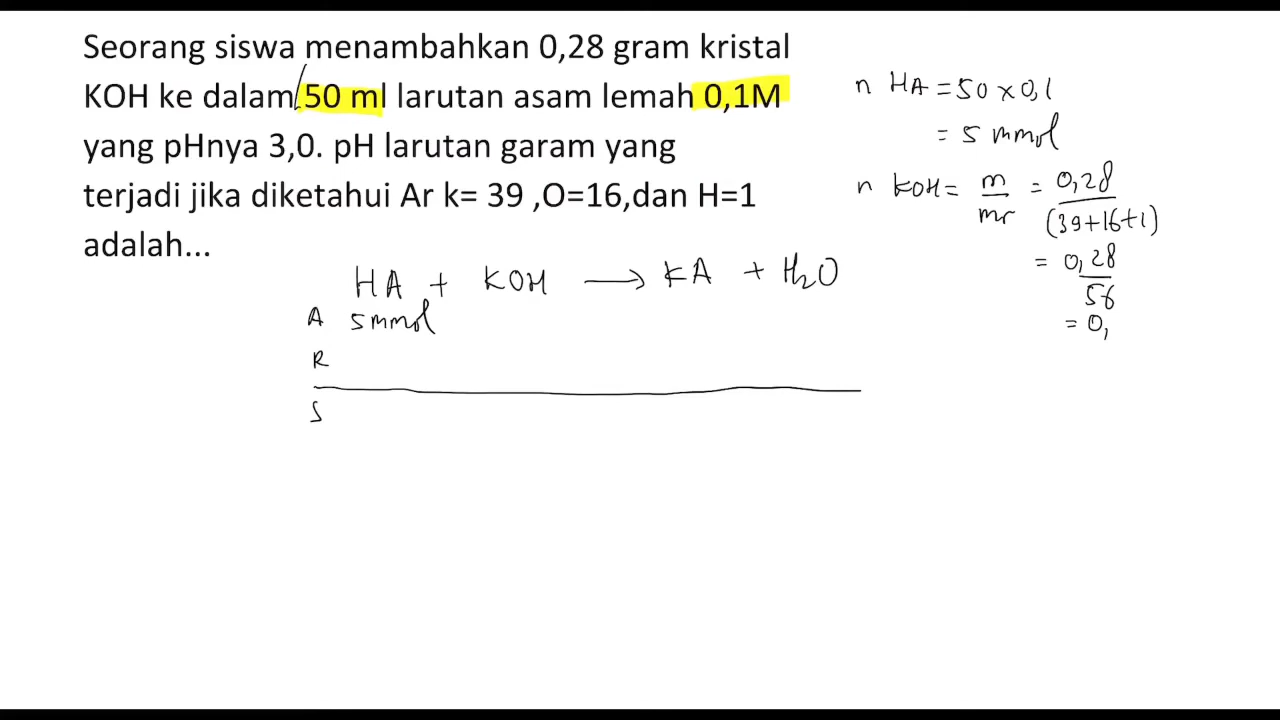 Seorang siswa menambahkan 0,28 gram kristal
KOH ke dalam 50 ml larutan asam lemah 0,1M
yang pHnya 3,0. pH larutan garam yang
terjadi jika diketahui Ar k= 39 ,O=16,dan H=1
adalah...
n HA = 50 x 0,1
= 5 mmol
n KOH = m/mr = 0,28/(39+16+1)
= 0,28/56
= 0,
HA + KOH → KA + H₂O
A 5 mmol
R
S